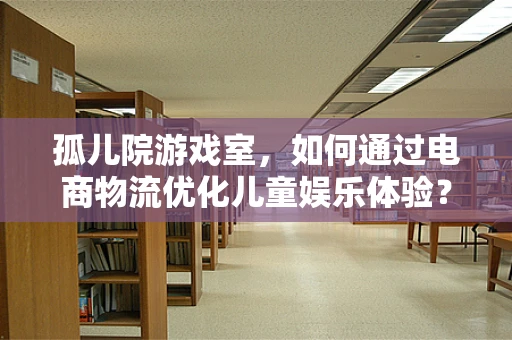 孤儿院游戏室，如何通过电
商物流优化儿童娱乐体验？